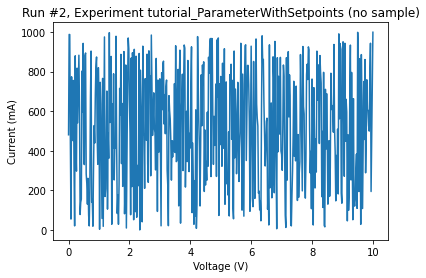 Run #2, Experiment tutorial_ParameterWithSetpoints (no sample)
1000
800
600
400
200
0
Current (mA)
0 2 4 6 8 10
Voltage (V)